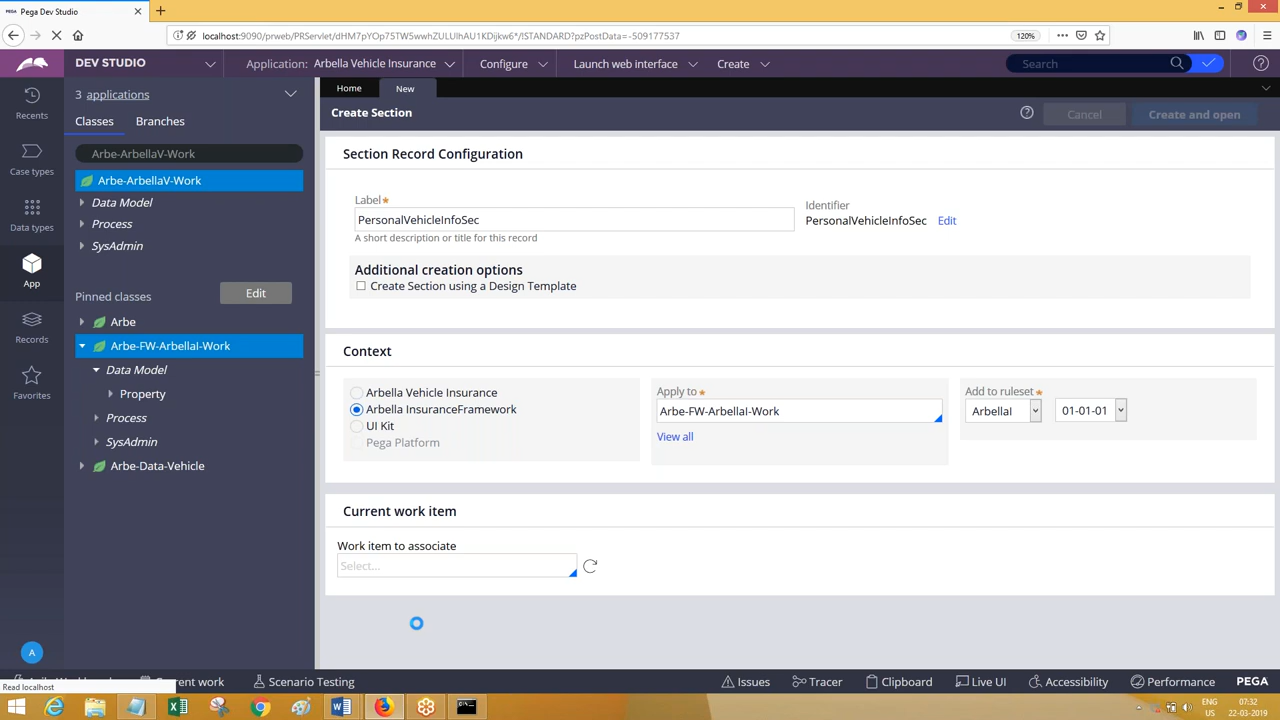 Pega Dev Studio
localhost:9090/prweb/PRServlet/dHM7pYOp75TW5wwhZULUlhAU1KDijkw6*/!STANDARD?pzPostData=-509177537
120%
PEGA
DEV STUDIO
Application: Arbella Vehicle Insurance
Configure
Launch web interface
Create
Search
3 applications
Home
New
Recents
Classes
Branches
Create Section
Cancel
Create and open
Arbe-ArbellaV-Work
Section Record Configuration
Case types
Arbe-ArbellaV-Work
Data Model
Label
Identifier
Data types
Process
PersonalVehicleInfoSec
PersonalVehicleInfoSec Edit
SysAdmin
A short description or title for this record
App
Additional creation options
Pinned classes
Edit
Create Section using a Design Template
Arbe
Records
Arbe-FW-ArbellaI-Work
Context
Data Model
Favorites
Property
Arbella Vehicle Insurance
Apply to
Add to ruleset
Process
Arbella InsuranceFramework
Arbe-FW-ArbellaI-Work
ArbellaI
01-01-01
SysAdmin
UI Kit
View all
Arbe-Data-Vehicle
Pega Platform
Current work item
Work item to associate
Select...
A
Current work
Scenario Testing
Issues
Tracer
Clipboard
Live UI
Accessibility
Performance
PEGA
Read localhost
ENG
07:32
US
22-03-2019